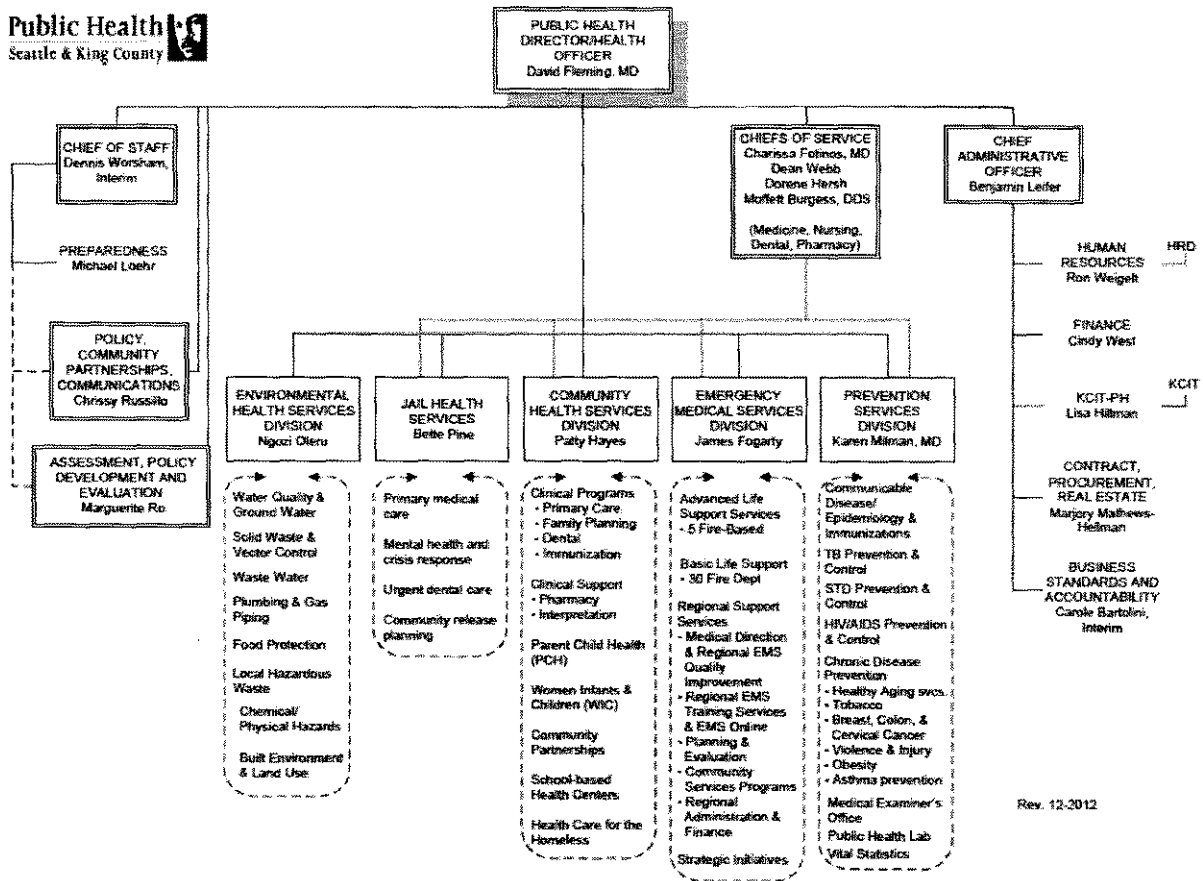 Public Health
Seattle & King County
PUBLIC HEALTH
DIRECTOR/HEALTH
OFFICER
David Fleming, MD
CHIEF OF STAFF
Dennis Worsham,
Interim
PREPAREDNESS
Michael Loehr
POLICY,
COMMUNITY
PARTNERSHIPS,
COMMUNICATIONS
Chrissy Russillo
ASSESSMENT, POLICY
DEVELOPMENT AND
EVALUATION
Marguerite Ro
CHIEFS OF SERVICE
Charissa Fotinos, MD
Dean Webb
Dorene Hersh
Moffett Burgess, DDS
(Medicine, Nursing,
Dental, Pharmacy)
CHIEF
ADMINISTRATIVE
OFFICER
Benjamin Leifer
HUMAN
RESOURCES
Ron Weigelt
HRD
FINANCE
Cindy West
KCIT-PH
Lisa Hillman
KCIT
CONTRACT,
PROCUREMENT,
REAL ESTATE
Marjory Mathews-
Hellman
BUSINESS
STANDARDS AND
ACCOUNTABILITY
Carole Bartolini,
Interim
ENVIRONMENTAL
HEALTH SERVICES
DIVISION
Ngozi Oleru
Water Quality &
Ground Water
Solid Waste &
Vector Control
Waste Water
Plumbing & Gas
Piping
Food Protection
Local Hazardous
Waste
Chemical/
Physical Hazards
Built Environment
& Land Use
JAIL HEALTH
SERVICES
Bette Pine
Primary medical
care
Mental health and
crisis response
Urgent dental care
Community release
planning
COMMUNITY
HEALTH SERVICES
DIVISION
Patty Hayes
Clinical Programs
- Primary Care
- Family Planning
- Dental
- Immunization
Clinical Support
- Pharmacy
- Interpretation
Parent Child Health
(PCH)
Women Infants &
Children (WIC)
Community
Partnerships
School-based
Health Centers
Health Care for the
Homeless
EMERGENCY
MEDICAL SERVICES
DIVISION
James Fogarty
Advanced Life
Support Services
- 5 Fire-Based
Basic Life Support
- 30 Fire Dept
Regional Support
Services
- Medical Direction
& Regional EMS
Quality
Improvement
- Regional EMS
Training Services
& EMS Online
- Planning &
Evaluation
- Community
Services Programs
- Regional
Administration &
Finance
Strategic Initiatives
PREVENTION
SERVICES
DIVISION
Karen Milman, MD
Communicable
Disease/
Epidemiology &
Immunizations
TB Prevention &
Control
STD Prevention &
Control
HIV/AIDS Prevention
& Control
Chronic Disease
Prevention
- Healthy Aging svcs.
- Tobacco
- Breast, Colon, &
Cervical Cancer
- Violence & Injury
- Obesity
- Asthma prevention
Medical Examiner's
Office
Public Health Lab
Vital Statistics
Rev. 12-2012